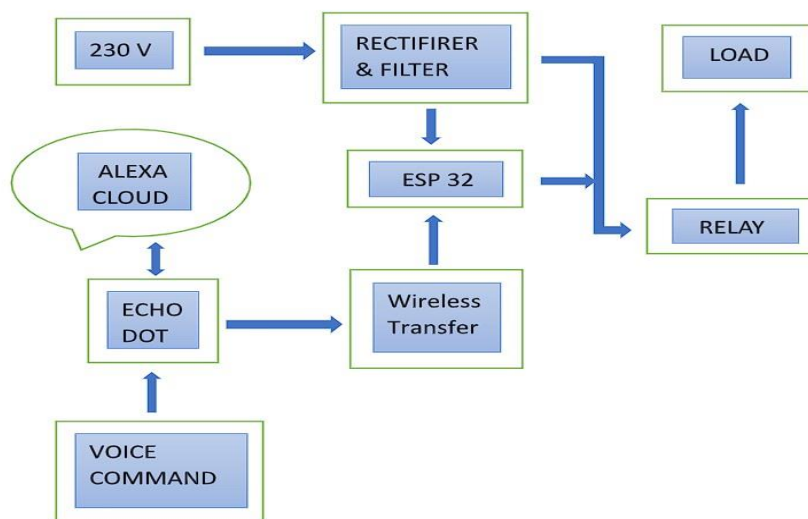 230 V
RECTIFIRER
& FILTER
LOAD
ALEXA
CLOUD
ESP 32
RELAY
ECHO
DOT
Wireless
Transfer
VOICE
COMMAND